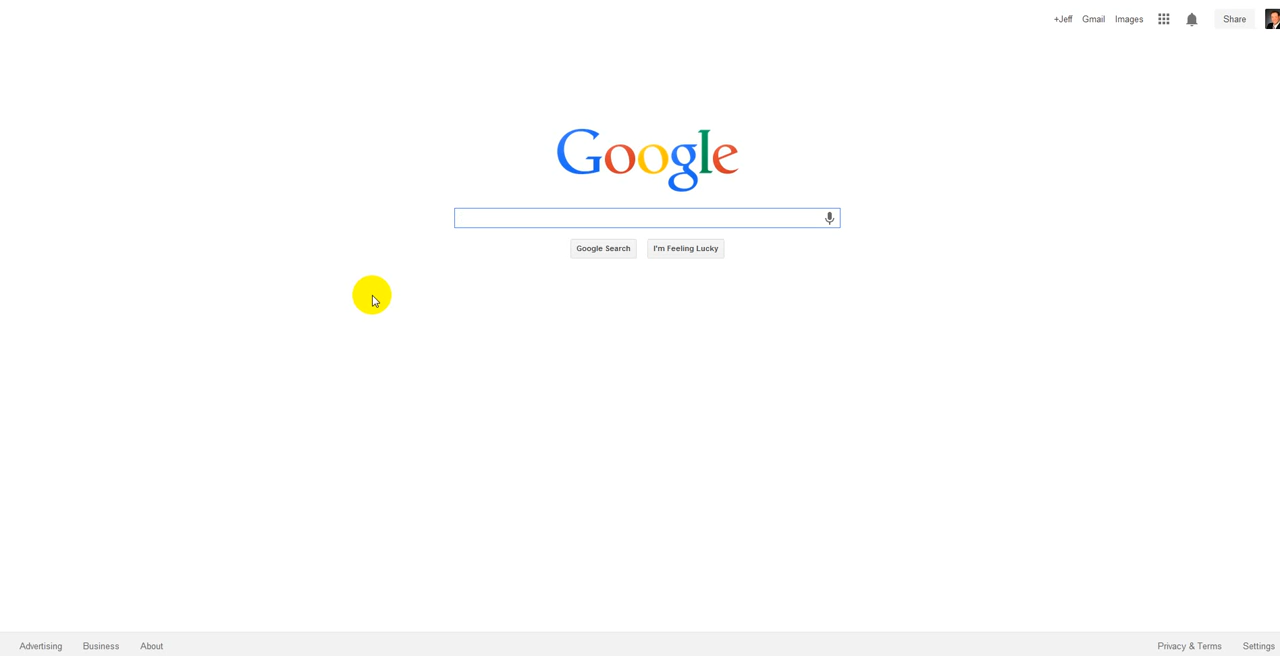 +Jeff Gmail Images Share
Google
Google Search I'm Feeling Lucky
Advertising Business About Privacy & Terms Settings